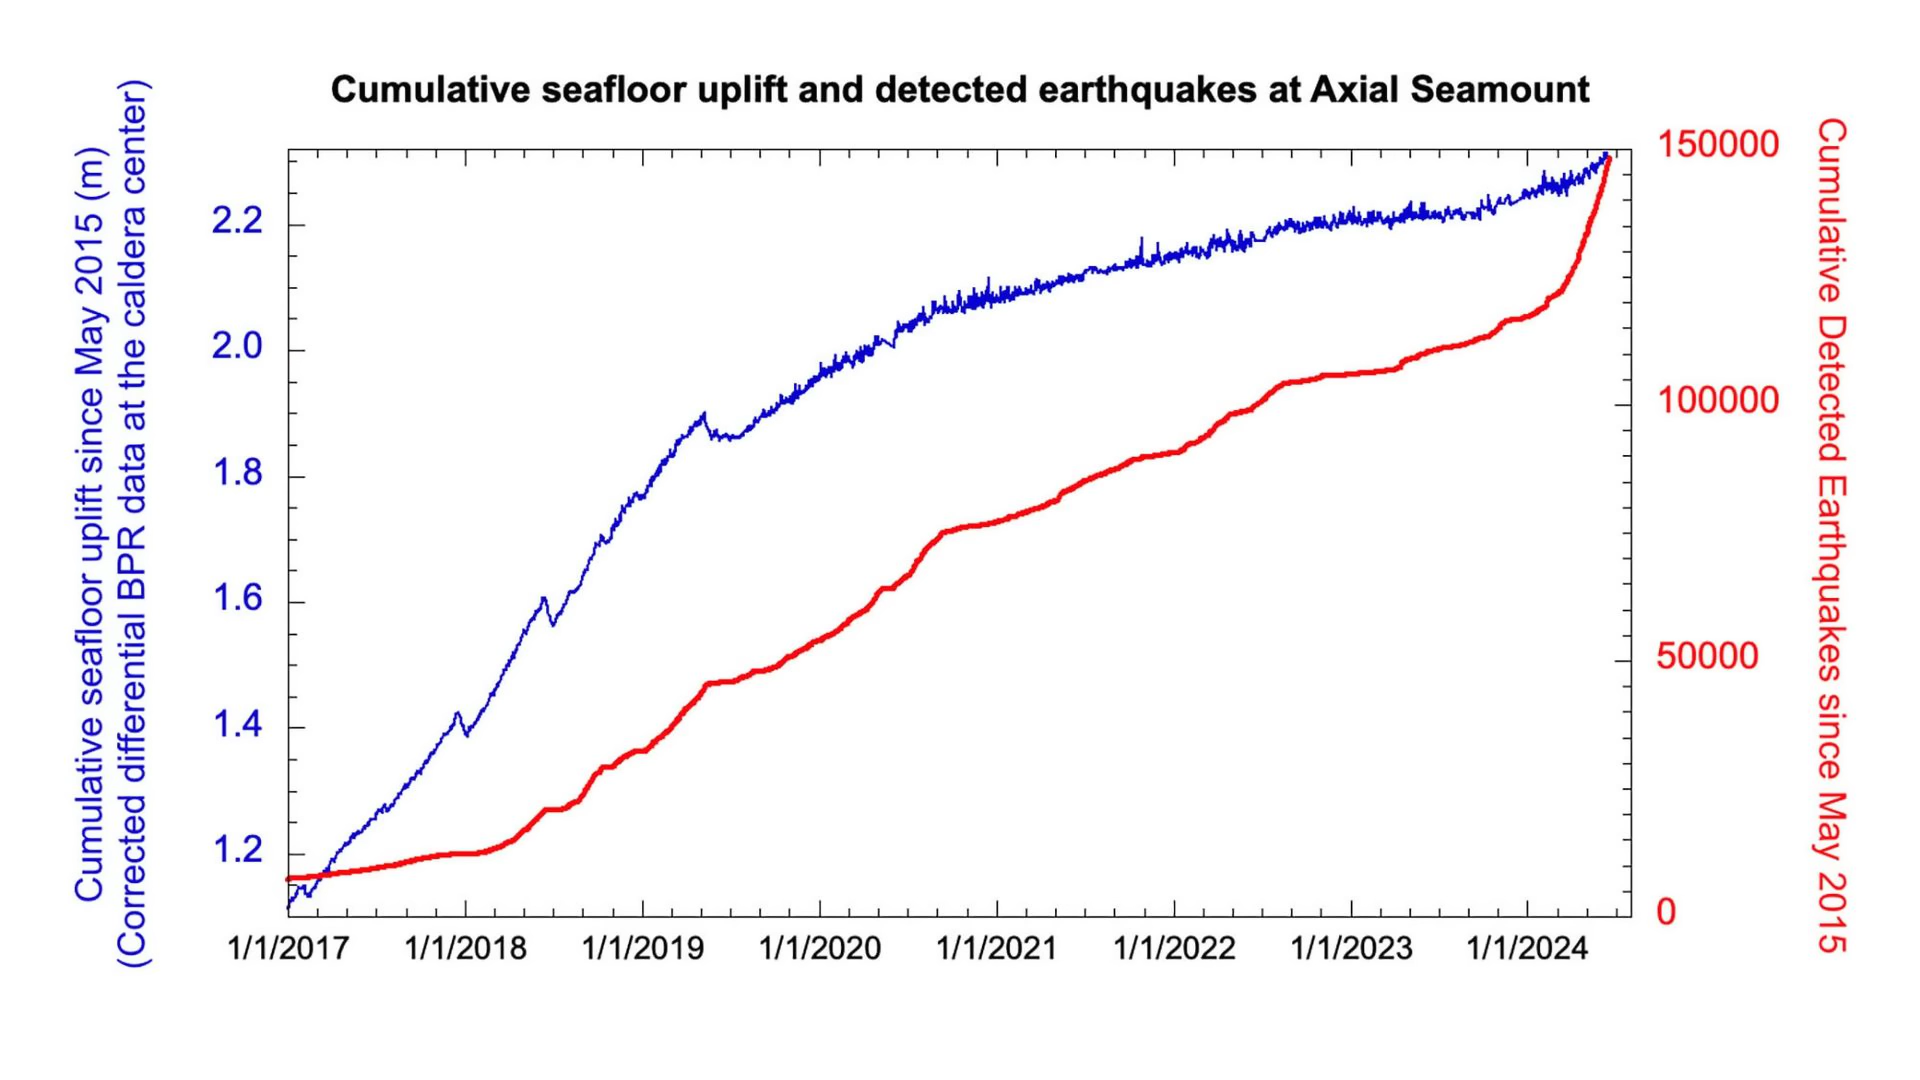 Cumulative seafloor uplift and detected earthquakes at Axial Seamount
Cumulative seafloor uplift since May 2015 (m)
(Corrected differential BPR data at the caldera center)
2.2
2.0
1.8
1.6
1.4
1.2
150000
100000
50000
0
Cumulative Detected Earthquakes since May 2015
1/1/2017 1/1/2018 1/1/2019 1/1/2020 1/1/2021 1/1/2022 1/1/2023 1/1/2024